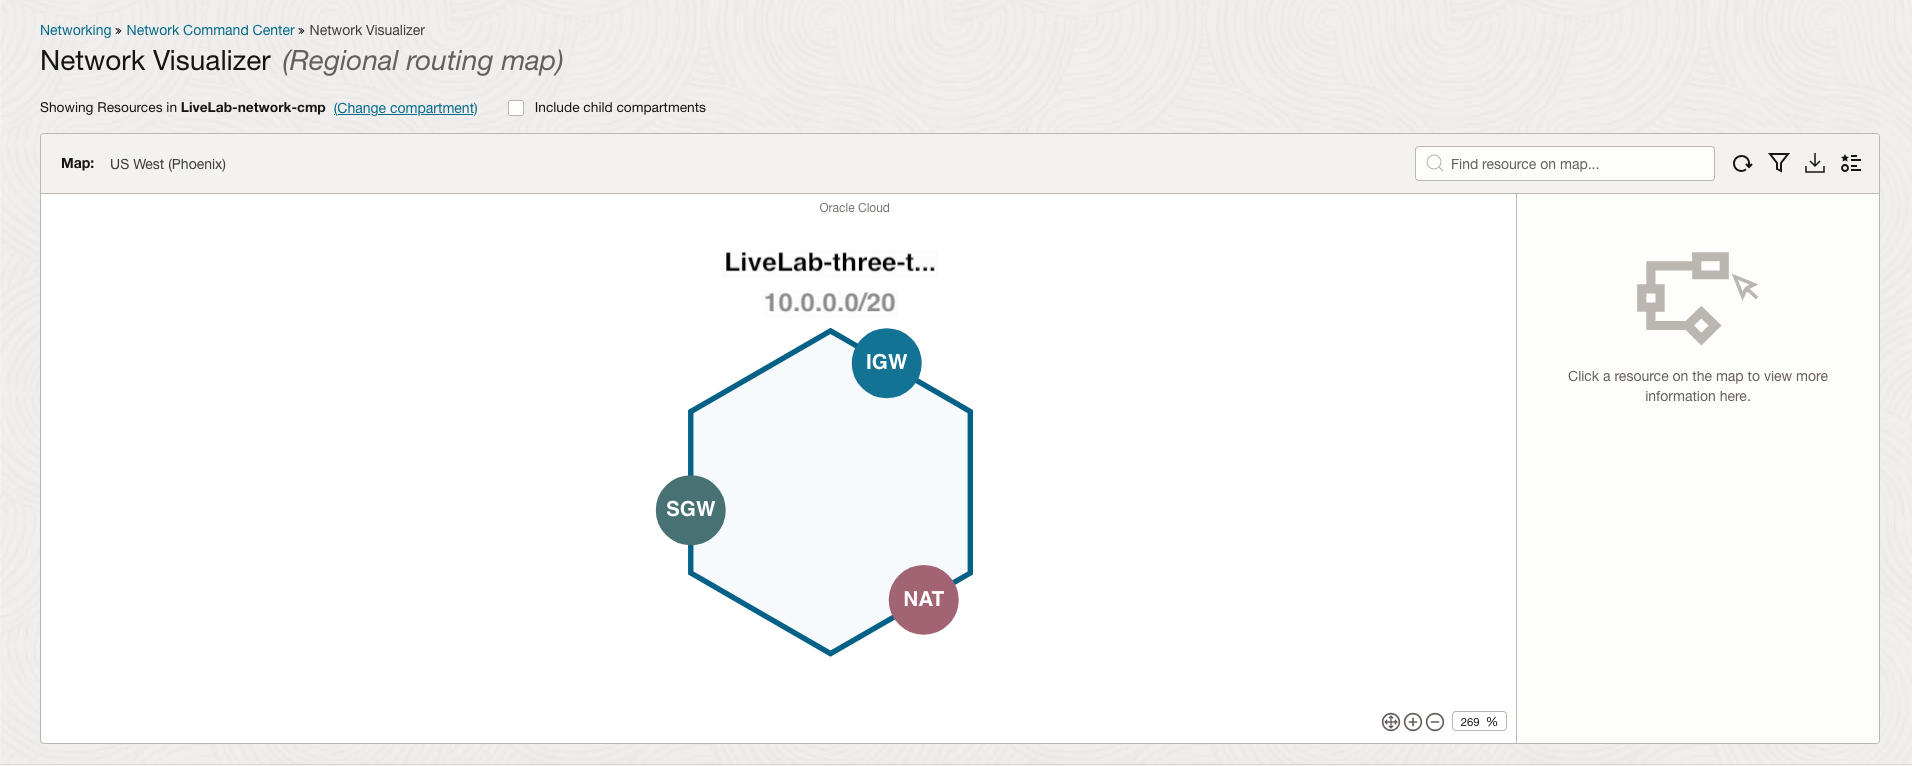 Networking » Network Command Center » Network Visualizer
Network Visualizer (Regional routing map)
Showing Resources in LiveLab-network-cmp (Change compartment) Include child compartments
Map: US West (Phoenix) Find resource on map...
Oracle Cloud
LiveLab-three-t...
10.0.0.0/20
IGW
SGW
NAT
Click a resource on the map to view more
information here.
269 %